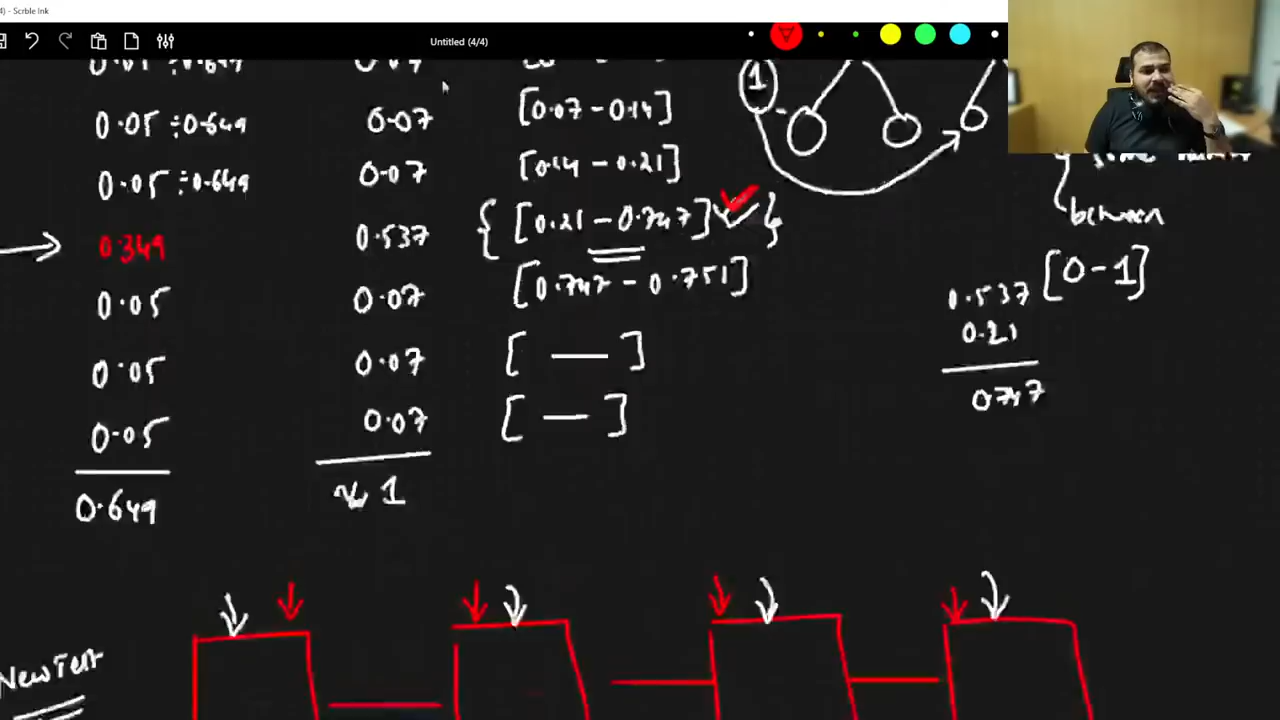 4) - Scrble Ink
Untitled (4/4)
0.05 ÷ 0.649 0.07 [0.07 - 0.14] 1
0.05 ÷ 0.649 0.07 [0.14 - 0.21]
between
{ [0.21 - 0.747] }
0.349 0.537
[0 - 1]
0.05 0.07 [0.747 - 0.751] 0.537
0.21
0.05 0.07 [ — ] 0.747
0.05 0.07 [ — ]
0.649 ≈ 1
New Test